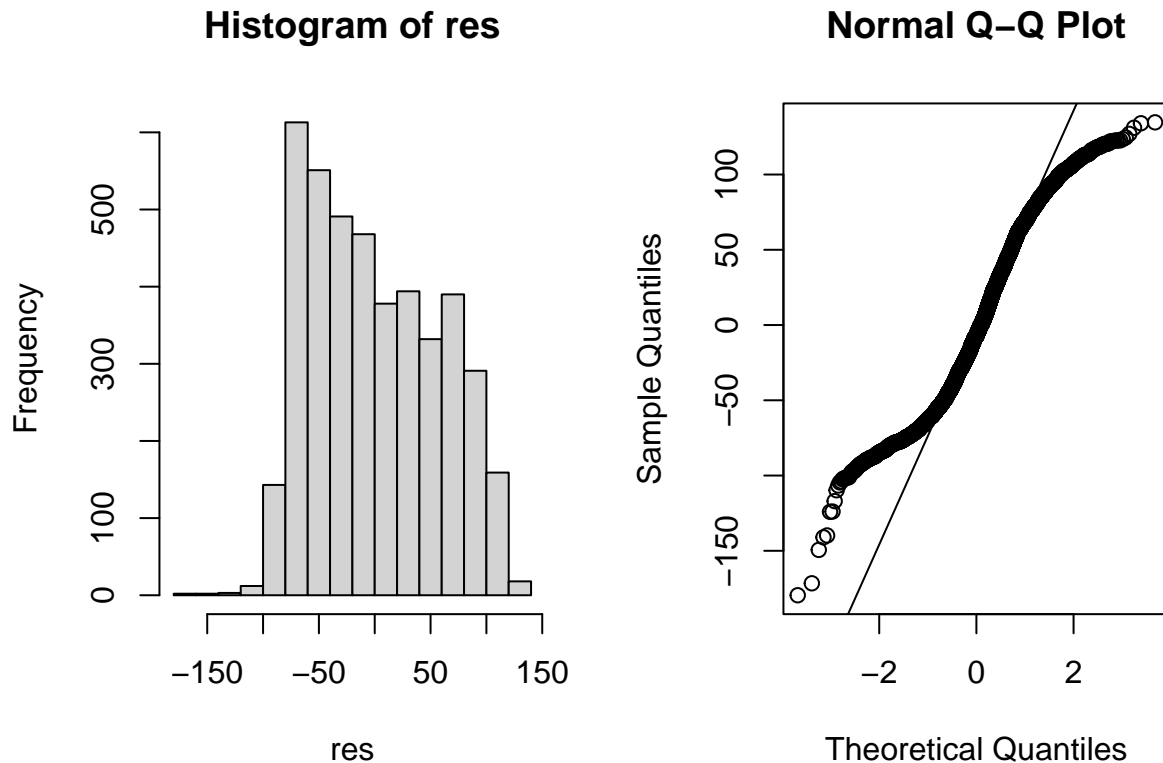 Histogram of res
Frequency
0
100
300
500
−150
−50
50
150
res
Normal Q−Q Plot
Sample Quantiles
−150
−50
0
50
100
−2
0
2
Theoretical Quantiles